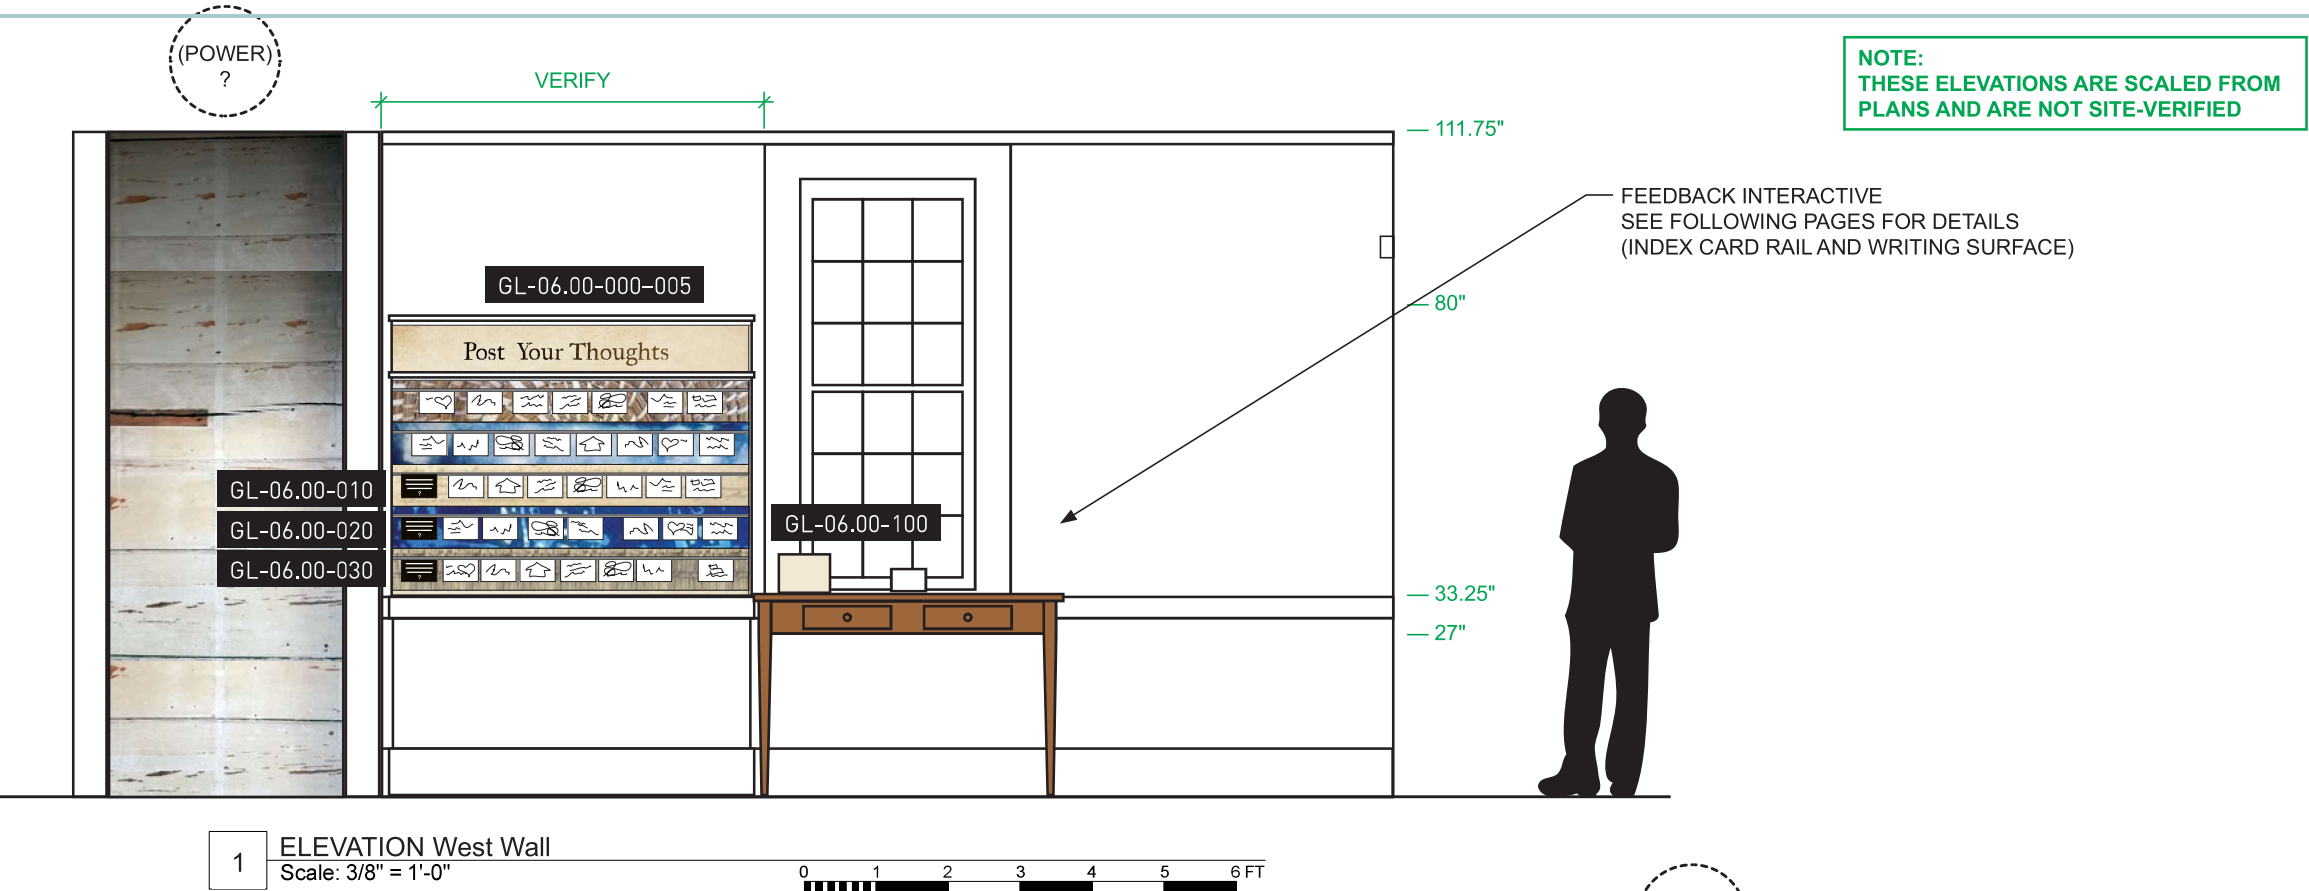 (POWER)
?
VERIFY
NOTE:
THESE ELEVATIONS ARE SCALED FROM
PLANS AND ARE NOT SITE-VERIFIED
111.75"
FEEDBACK INTERACTIVE
SEE FOLLOWING PAGES FOR DETAILS
(INDEX CARD RAIL AND WRITING SURFACE)
GL-06.00-000-005
80"
Post Your Thoughts
GL-06.00-010
GL-06.00-020
GL-06.00-030
GL-06.00-100
33.25"
27"
1
ELEVATION West Wall
Scale: 3/8" = 1'-0"
0 1 2 3 4 5 6 FT